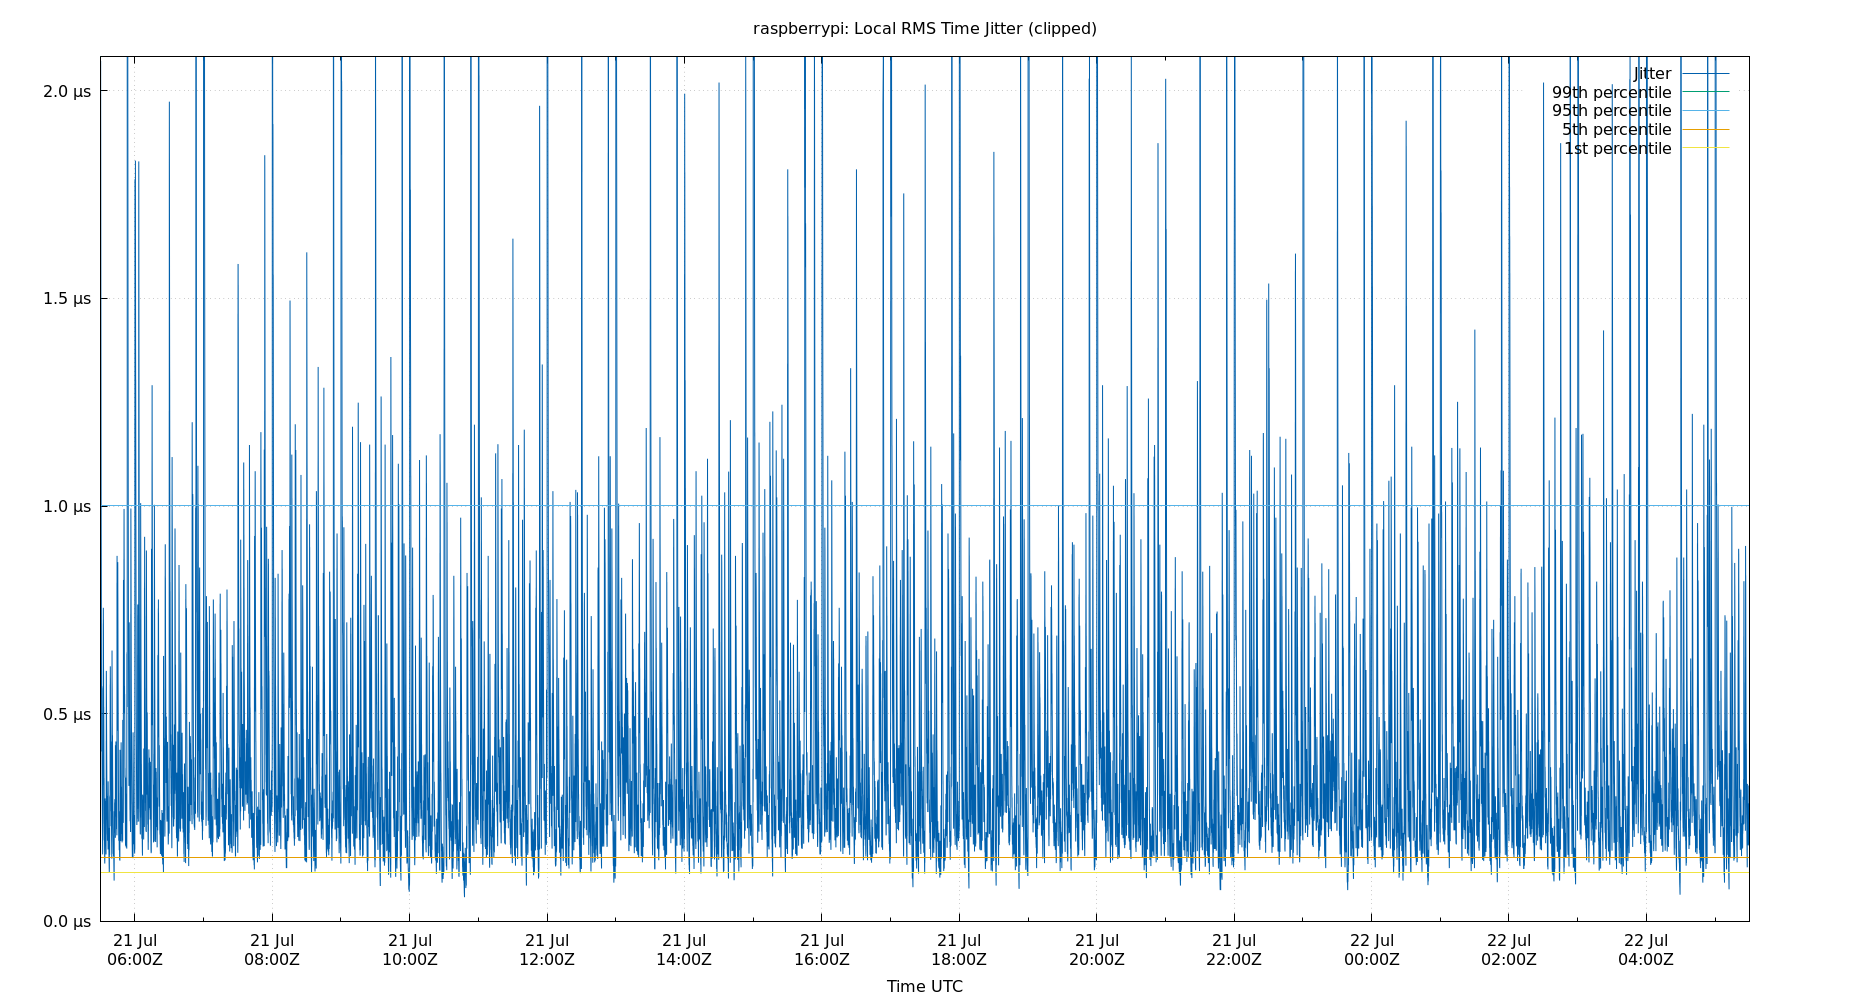 raspberrypi: Local RMS Time Jitter (clipped)
Jitter
99th percentile
95th percentile
5th percentile
1st percentile
2.0 µs
1.5 µs
1.0 µs
0.5 µs
0.0 µs
21 Jul 21 Jul 21 Jul 21 Jul 21 Jul 21 Jul 21 Jul 21 Jul 21 Jul 22 Jul 22 Jul 22 Jul
06:00Z 08:00Z 10:00Z 12:00Z 14:00Z 16:00Z 18:00Z 20:00Z 22:00Z 00:00Z 02:00Z 04:00Z
Time UTC